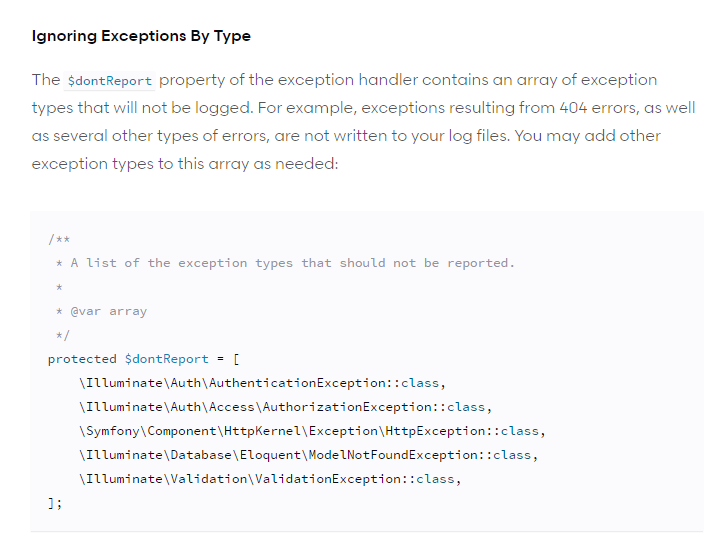 Ignoring Exceptions By Type
The $dontReport property of the exception handler contains an array of exception
types that will not be logged. For example, exceptions resulting from 404 errors, as well
as several other types of errors, are not written to your log files. You may add other
exception types to this array as needed:
/**
 * A list of the exception types that should not be reported.
 *
 * @var array
 */
protected $dontReport = [
    \Illuminate\Auth\AuthenticationException::class,
    \Illuminate\Auth\Access\AuthorizationException::class,
    \Symfony\Component\HttpKernel\Exception\HttpException::class,
    \Illuminate\Database\Eloquent\ModelNotFoundException::class,
    \Illuminate\Validation\ValidationException::class,
];